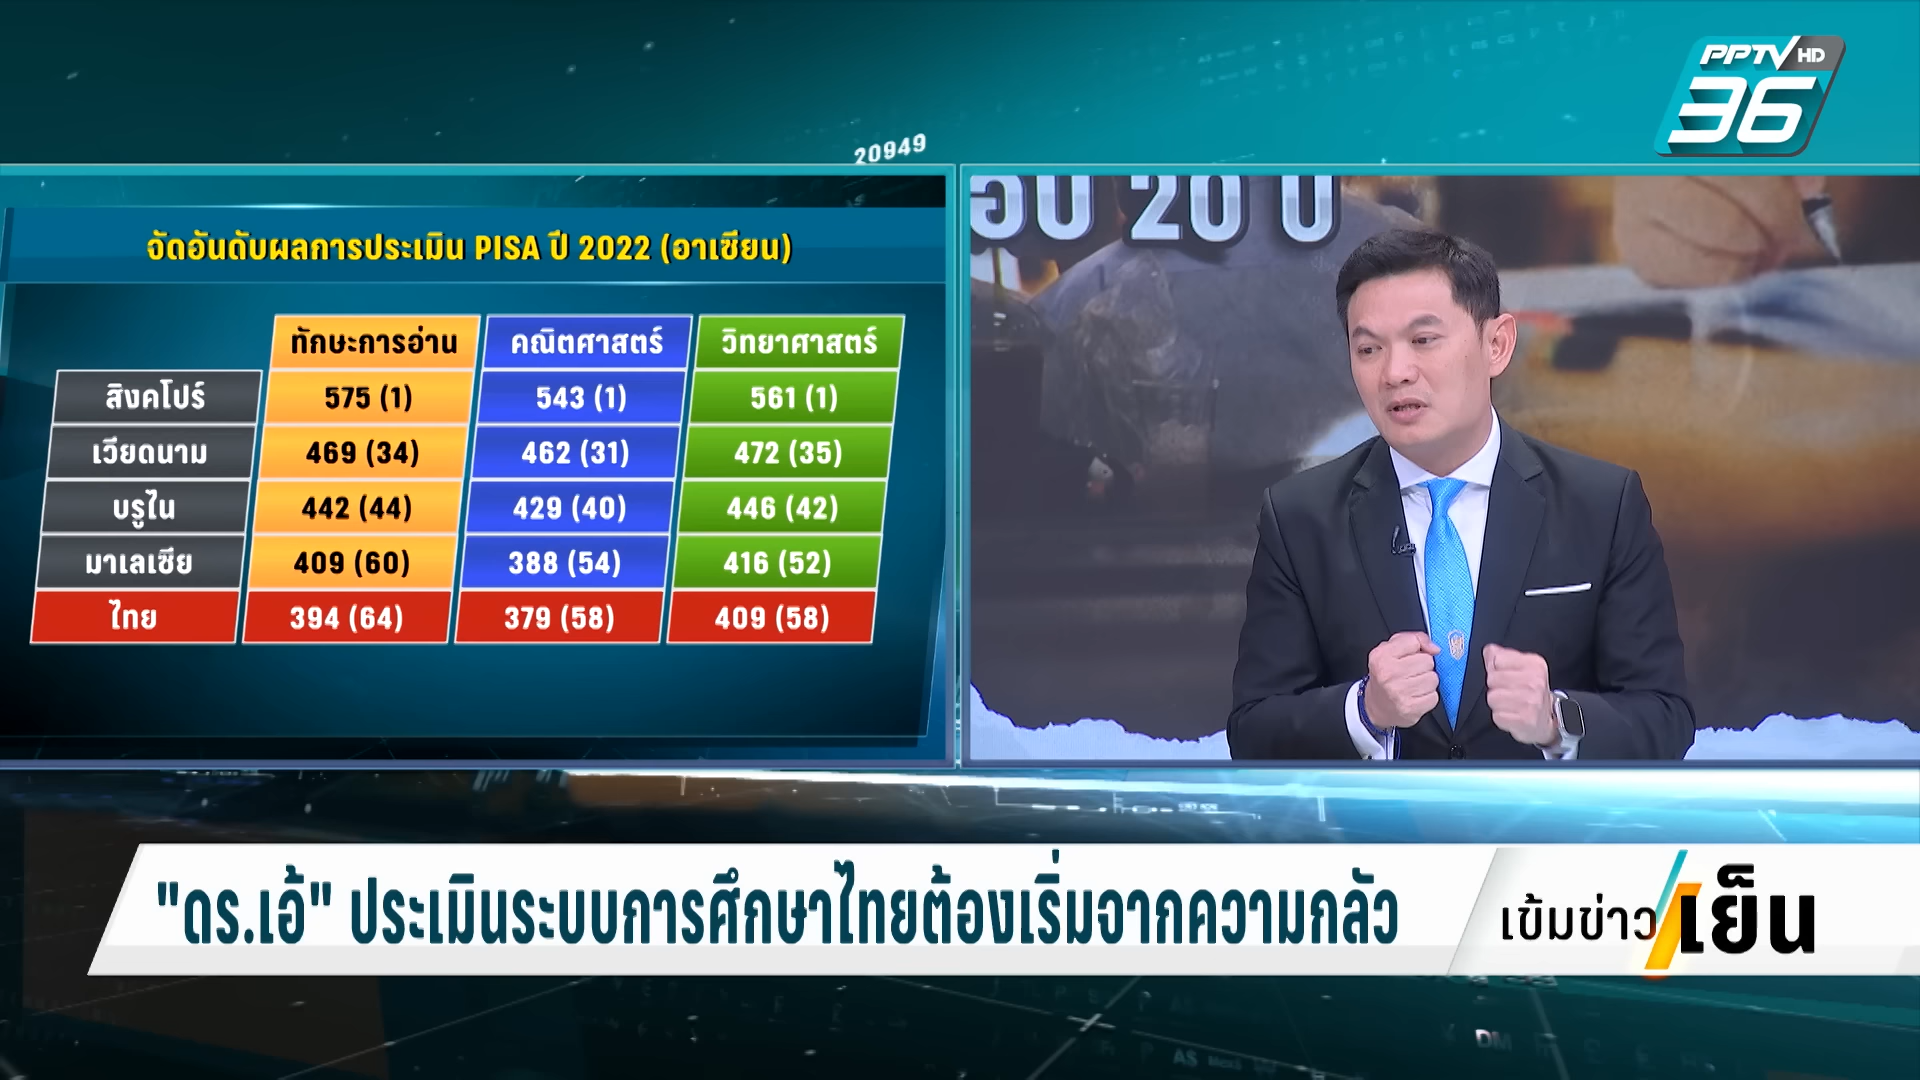 PPTV HD
36
20949
อบ 20 ปี
จัดอันดับผลการประเมิน PISA ปี 2022 (อาเซียน)
ทักษะการอ่าน คณิตศาสตร์ วิทยาศาสตร์
สิงคโปร์ 575 (1) 543 (1) 561 (1)
เวียดนาม 469 (34) 462 (31) 472 (35)
บรูไน 442 (44) 429 (40) 446 (42)
มาเลเซีย 409 (60) 388 (54) 416 (52)
ไทย 394 (64) 379 (58) 409 (58)
"ดร.เอ้" ประเมินระบบการศึกษาไทยต้องเริ่มจากความกลัว
เข้มข่าวเย็น
DM
AS